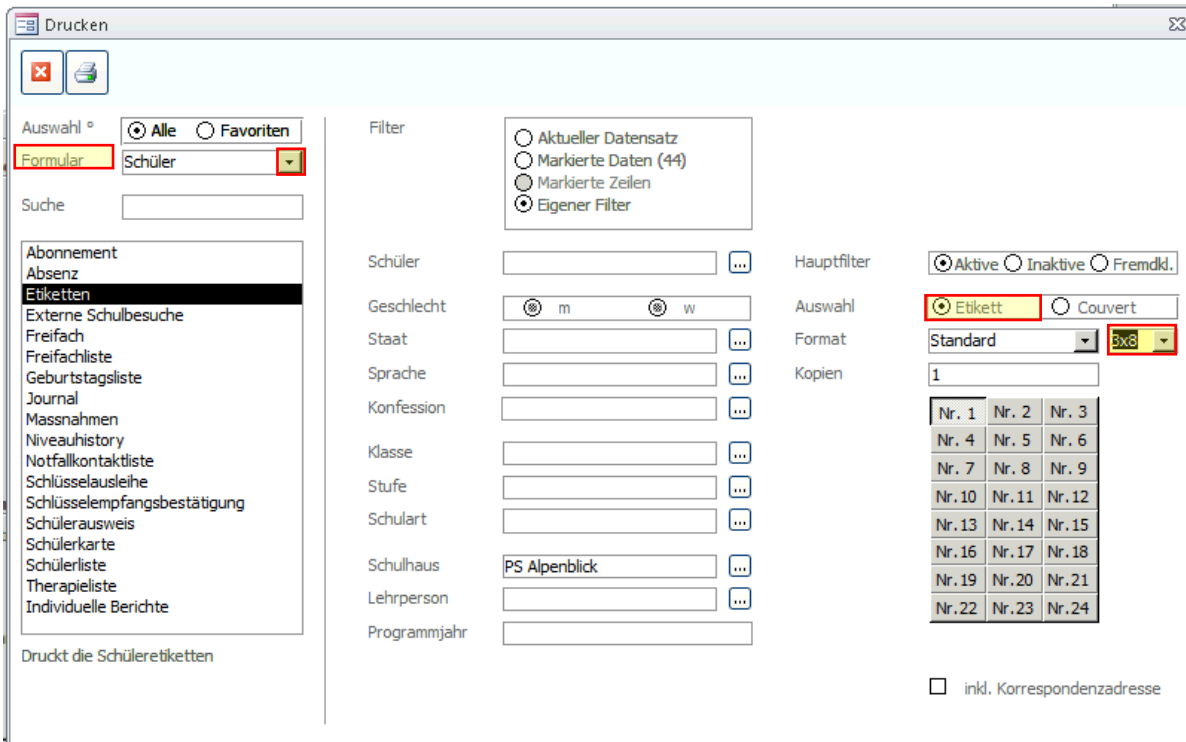 Drucken
Auswahl ° Alle Favoriten
Formular Schüler
Suche
Abonnement
Absenz
Etiketten
Externe Schulbesuche
Freifach
Freifachliste
Geburtstagsliste
Journal
Massnahmen
Niveauhistory
Notfallkontaktliste
Schlüsselausleihe
Schlüsselempfangsbestätigung
Schülerausweis
Schülerkarte
Schülerliste
Therapieliste
Individuelle Berichte
Druckt die Schüleretiketten
Filter
Aktueller Datensatz
Markierte Daten (44)
Markierte Zeilen
Eigener Filter
Schüler ...
Geschlecht m w
Staat ...
Sprache ...
Konfession ...
Klasse ...
Stufe ...
Schulart ...
Schulhaus PS Alpenblick ...
Lehrperson ...
Programmjahr
Hauptfilter Aktive Inaktive Fremdkl.
Auswahl Etikett Couvert
Format Standard 3x8
Kopien 1
Nr. 1 Nr. 2 Nr. 3
Nr. 4 Nr. 5 Nr. 6
Nr. 7 Nr. 8 Nr. 9
Nr.10 Nr.11 Nr.12
Nr.13 Nr.14 Nr.15
Nr.16 Nr.17 Nr.18
Nr.19 Nr.20 Nr.21
Nr.22 Nr.23 Nr.24
inkl. Korrespondenzadresse